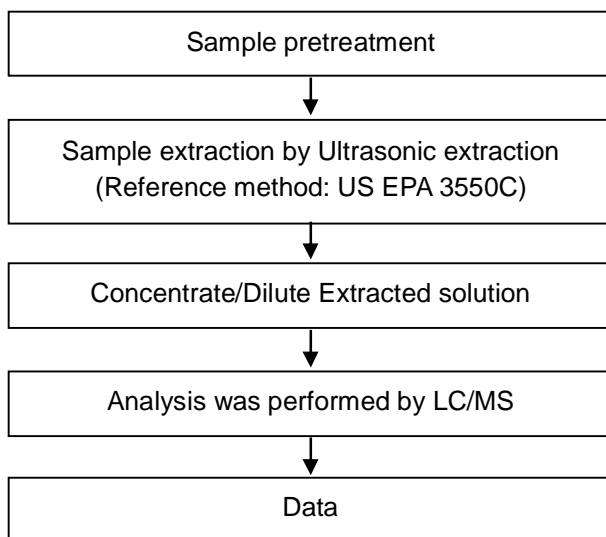 Sample pretreatment
Sample extraction by Ultrasonic extraction
(Reference method: US EPA 3550C)
Concentrate/Dilute Extracted solution
Analysis was performed by LC/MS
Data